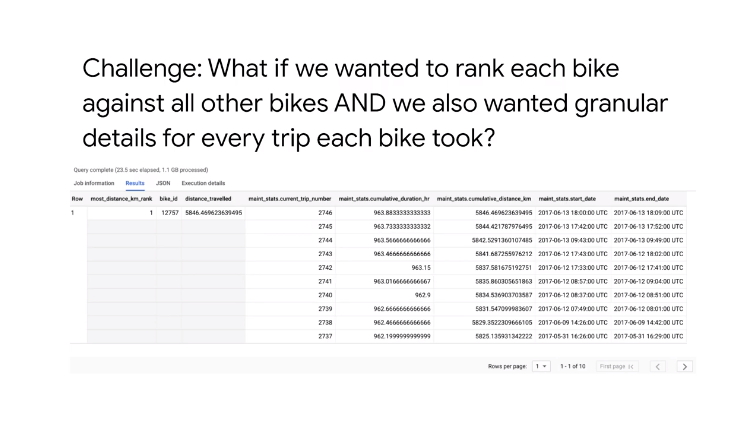 Challenge: What if we wanted to rank each bike
against all other bikes AND we also wanted granular
details for every trip each bike took?
Query complete (23.5 sec elapsed, 1.1 GB processed)
Job information Results JSON Execution details
Row most_distance_km_rank bike_id distance_travelled maint_stats.current_trip_number maint_stats.cumulative_duration_hr maint_stats.cumulative_distance_km maint_stats.start_date maint_stats.end_date
1 1 12757 5846.469623639495 2746 963.8833333333333 5846.469623639495 2017-06-13 18:00:00 UTC 2017-06-13 18:09:00 UTC
2745 963.7333333333332 5844.421787976495 2017-06-13 17:42:00 UTC 2017-06-13 17:52:00 UTC
2744 963.5666666666666 5842.5291360107485 2017-06-13 09:43:00 UTC 2017-06-13 09:49:00 UTC
2743 963.4666666666666 5841.687255976212 2017-06-12 17:43:00 UTC 2017-06-12 18:02:00 UTC
2742 963.15 5837.581675192751 2017-06-12 17:33:00 UTC 2017-06-12 17:41:00 UTC
2741 963.0166666666667 5835.860305651863 2017-06-12 08:57:00 UTC 2017-06-12 09:04:00 UTC
2740 962.9 5834.536903703587 2017-06-12 08:37:00 UTC 2017-06-12 08:51:00 UTC
2739 962.6666666666666 5831.547099983607 2017-06-12 07:49:00 UTC 2017-06-12 08:01:00 UTC
2738 962.4666666666666 5829.3522309666105 2017-06-09 14:26:00 UTC 2017-06-09 14:42:00 UTC
2737 962.1999999999999 5825.135931342222 2017-05-31 16:26:00 UTC 2017-05-31 16:29:00 UTC
Rows per page: 1 1 - 1 of 10 First page